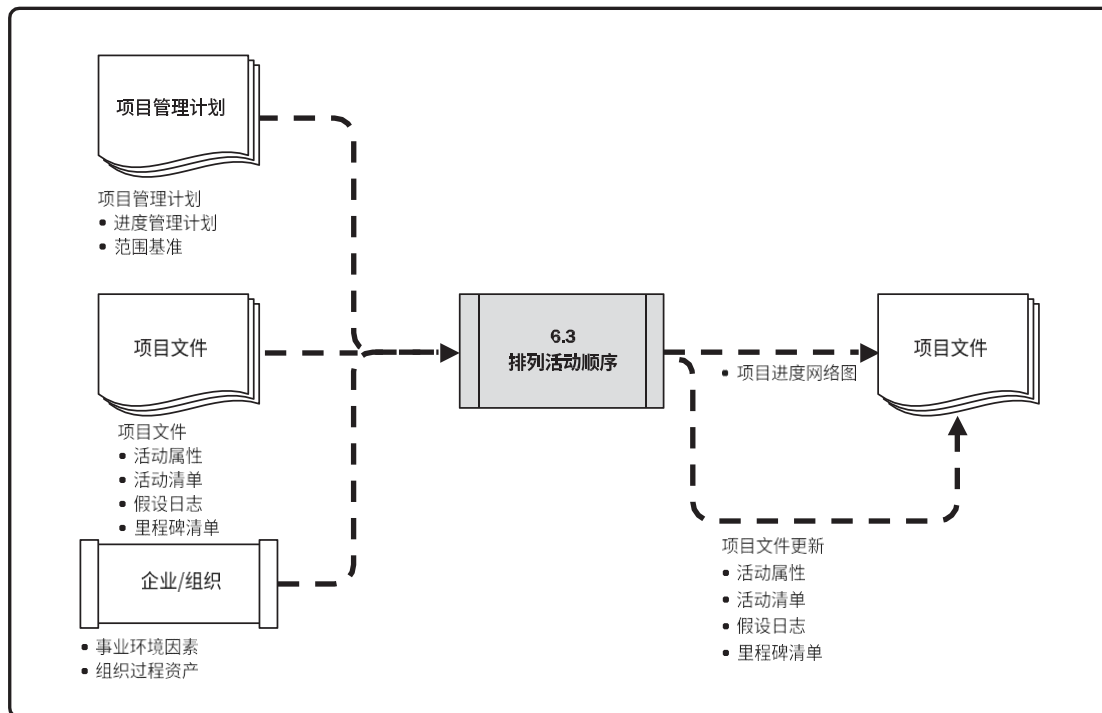 项目管理计划
项目管理计划
• 进度管理计划
• 范围基准
项目文件
项目文件
• 活动属性
• 活动清单
• 假设日志
• 里程碑清单
企业/组织
• 事业环境因素
• 组织过程资产
6.3
排列活动顺序
• 项目进度网络图
项目文件
项目文件更新
• 活动属性
• 活动清单
• 假设日志
• 里程碑清单